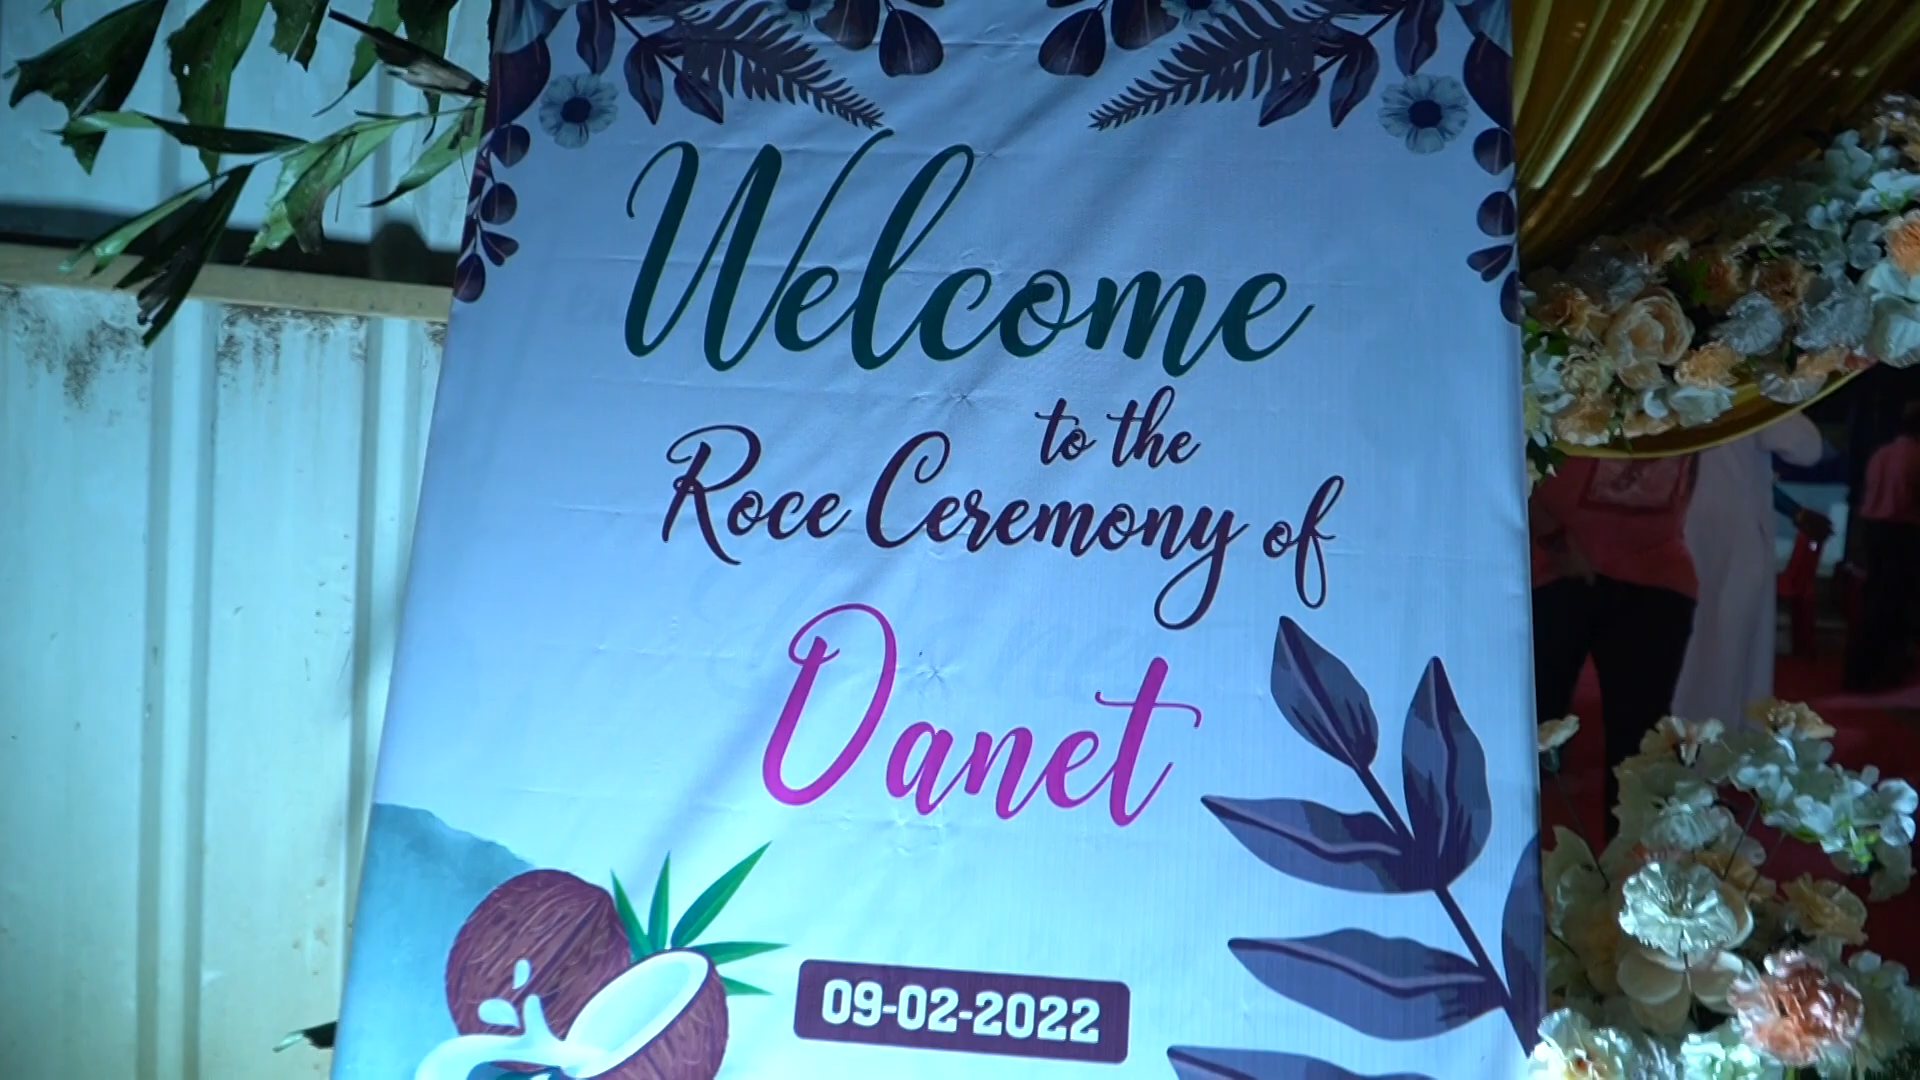 Welcome
to the
Roce Ceremony of
Danet
09-02-2022